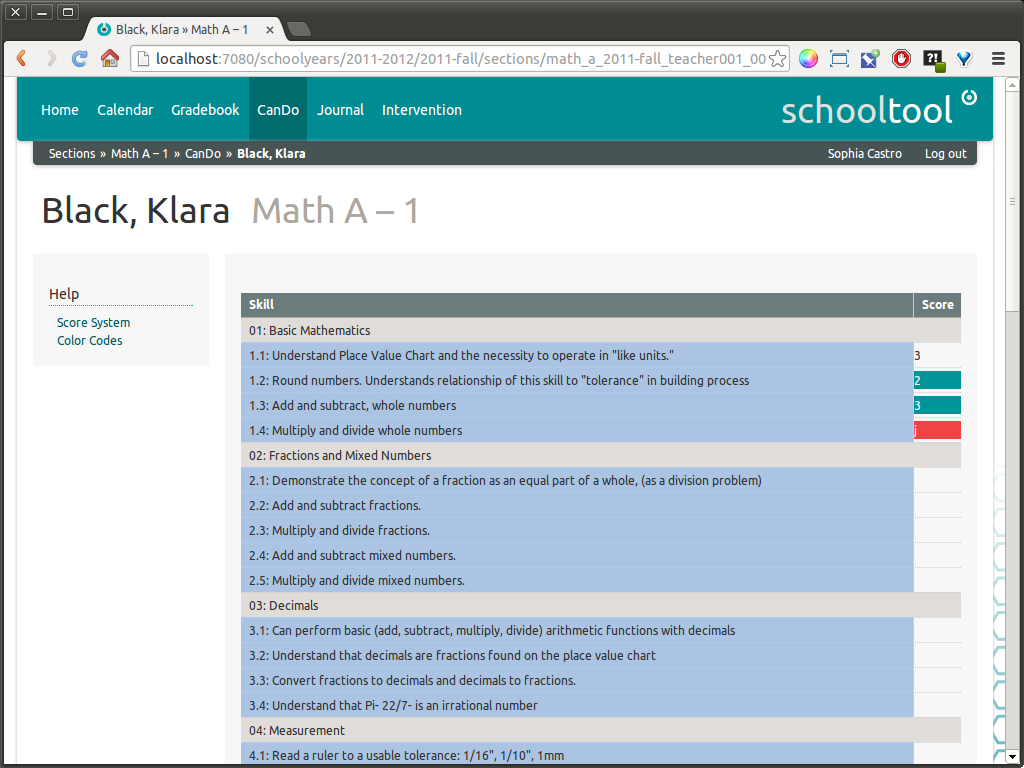 Black, Klara » Math A – 1
localhost:7080/schoolyears/2011-2012/2011-fall/sections/math_a_2011-fall_teacher001_00
?!
Home Calendar Gradebook CanDo Journal Intervention
schooltool
Sections » Math A – 1 » CanDo » Black, Klara
Sophia Castro Log out
Black, Klara Math A – 1
Help
Score System
Color Codes
Skill Score
01: Basic Mathematics
1.1: Understand Place Value Chart and the necessity to operate in "like units." 3
1.2: Round numbers. Understands relationship of this skill to "tolerance" in building process 2
1.3: Add and subtract, whole numbers 3
1.4: Multiply and divide whole numbers j
02: Fractions and Mixed Numbers
2.1: Demonstrate the concept of a fraction as an equal part of a whole, (as a division problem)
2.2: Add and subtract fractions.
2.3: Multiply and divide fractions.
2.4: Add and subtract mixed numbers.
2.5: Multiply and divide mixed numbers.
03: Decimals
3.1: Can perform basic (add, subtract, multiply, divide) arithmetic functions with decimals
3.2: Understand that decimals are fractions found on the place value chart
3.3: Convert fractions to decimals and decimals to fractions.
3.4: Understand that Pi- 22/7- is an irrational number
04: Measurement
4.1: Read a ruler to a usable tolerance: 1/16", 1/10", 1mm